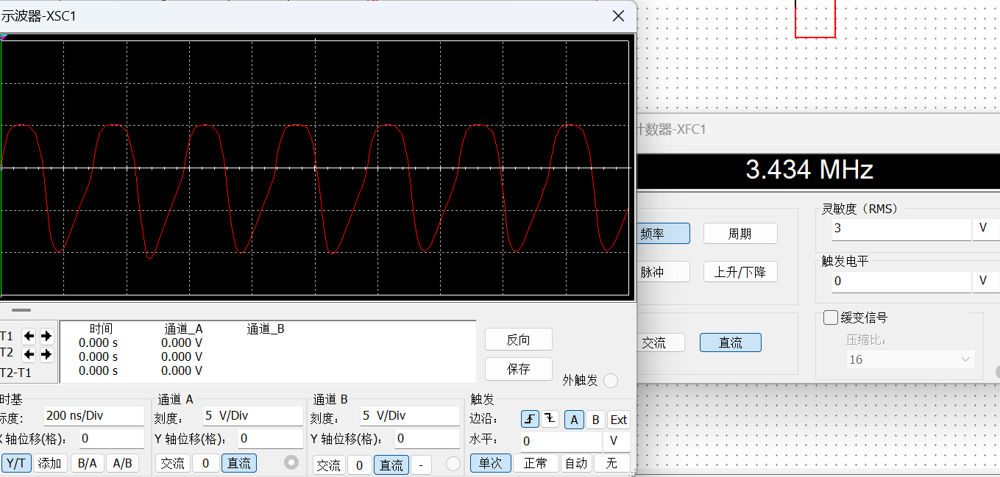 示波器-XSC1
计数器-XFC1
3.434 MHz
频率
周期
脉冲
上升/下降
交流
直流
灵敏度（RMS）
3
V
触发电平
0
V
缓变信号
压缩比：
16
T1
T2
T2-T1
时间 通道_A 通道_B
0.000 s 0.000 V
0.000 s 0.000 V
0.000 s 0.000 V
反向
保存
外触发
时基
标度：
200 ns/Div
X 轴位移(格)：
0
Y/T 添加 B/A A/B
通道 A
刻度：
5 V/Div
Y 轴位移(格)：
0
交流 0 直流
通道 B
刻度：
5 V/Div
Y 轴位移(格)：
0
交流 0 直流 -
触发
边沿：
A B Ext
水平：
0
V
单次 正常 自动 无